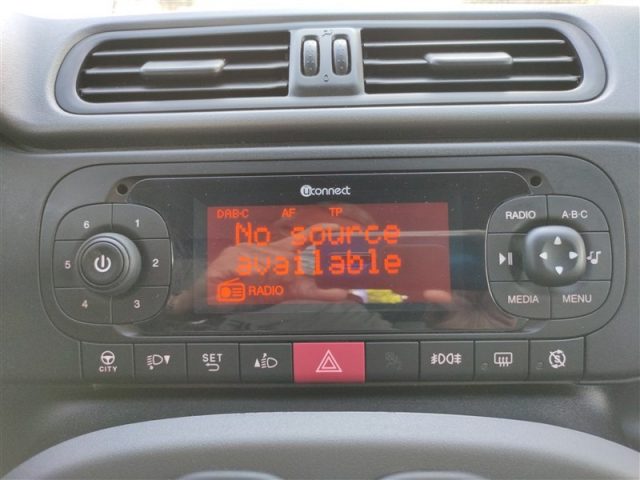 uconnect
DAB-C AF TP
No source
available
RADIO
6 1
5 2
4 3
RADIO A·B·C
MEDIA MENU
CITY
SET